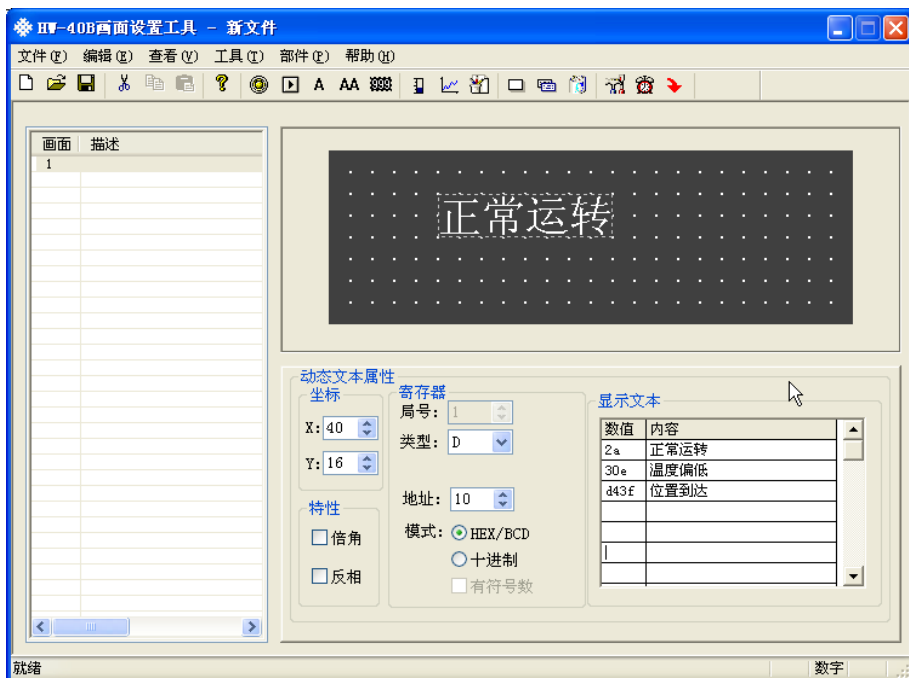 HW-40B画面设置工具 - 新文件
文件(F) 编辑(E) 查看(V) 工具(T) 部件(P) 帮助(H)
A AA
画面 描述
1
正常运转
动态文本属性
坐标
X: 40
Y: 16
特性
倍角
反相
寄存器
局号: 1
类型: D
地址: 10
模式: HEX/BCD
十进制
有符号数
显示文本
数值 内容
2a 正常运转
30e 温度偏低
d43f 位置到达
就绪 数字